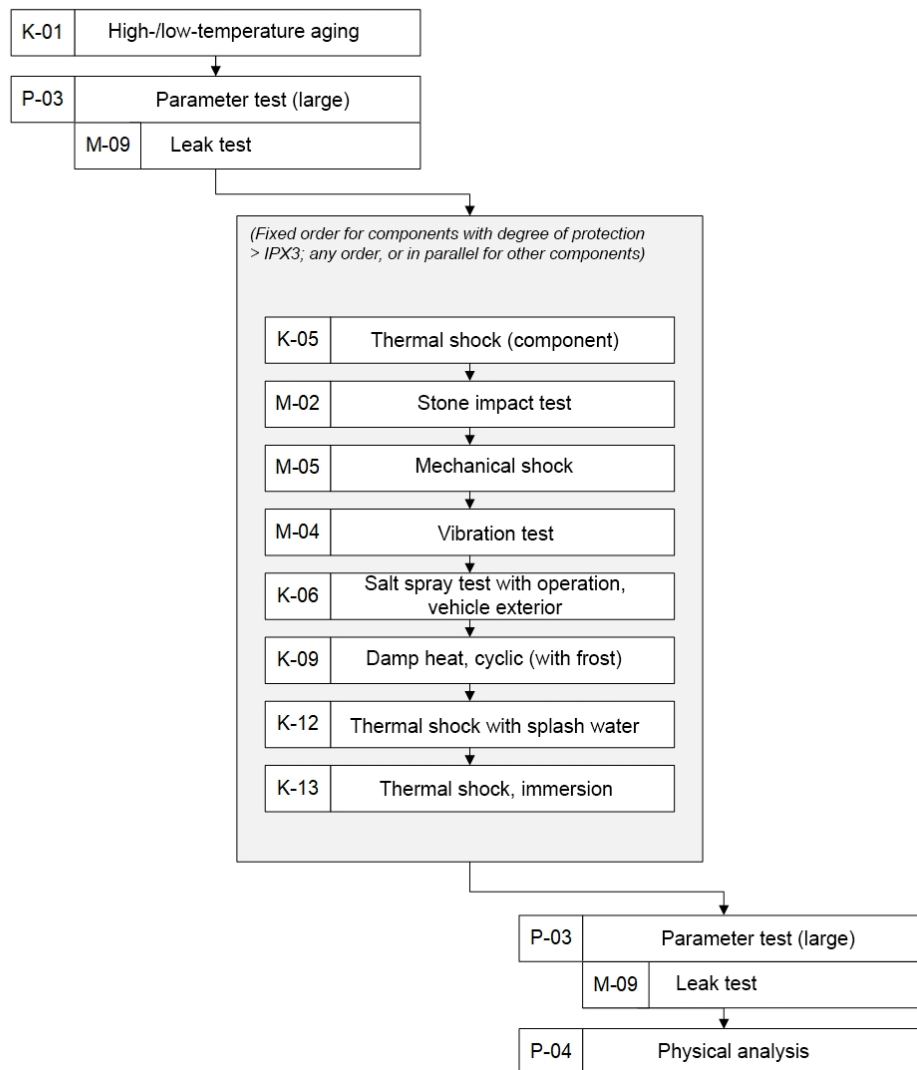 K-01 High-/low-temperature aging
P-03 Parameter test (large)
M-09 Leak test
(Fixed order for components with degree of protection
> IPX3; any order, or in parallel for other components)
K-05 Thermal shock (component)
M-02 Stone impact test
M-05 Mechanical shock
M-04 Vibration test
K-06 Salt spray test with operation,
vehicle exterior
K-09 Damp heat, cyclic (with frost)
K-12 Thermal shock with splash water
K-13 Thermal shock, immersion
P-03 Parameter test (large)
M-09 Leak test
P-04 Physical analysis